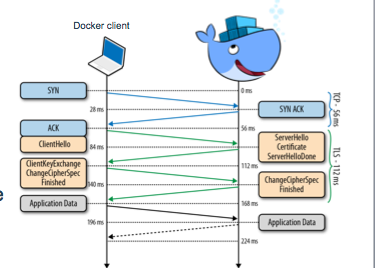 Docker client
SYN
0 ms
28 ms
SYN ACK
TCP - 56 ms
ACK
56 ms
ClientHello
84 ms
ServerHello
Certificate
ServerHelloDone
TLS - 112 ms
ClientKeyExchange
ChangeCipherSpec
Finished
112 ms
140 ms
ChangeCipherSpec
Finished
Application Data
168 ms
196 ms
Application Data
224 ms
e